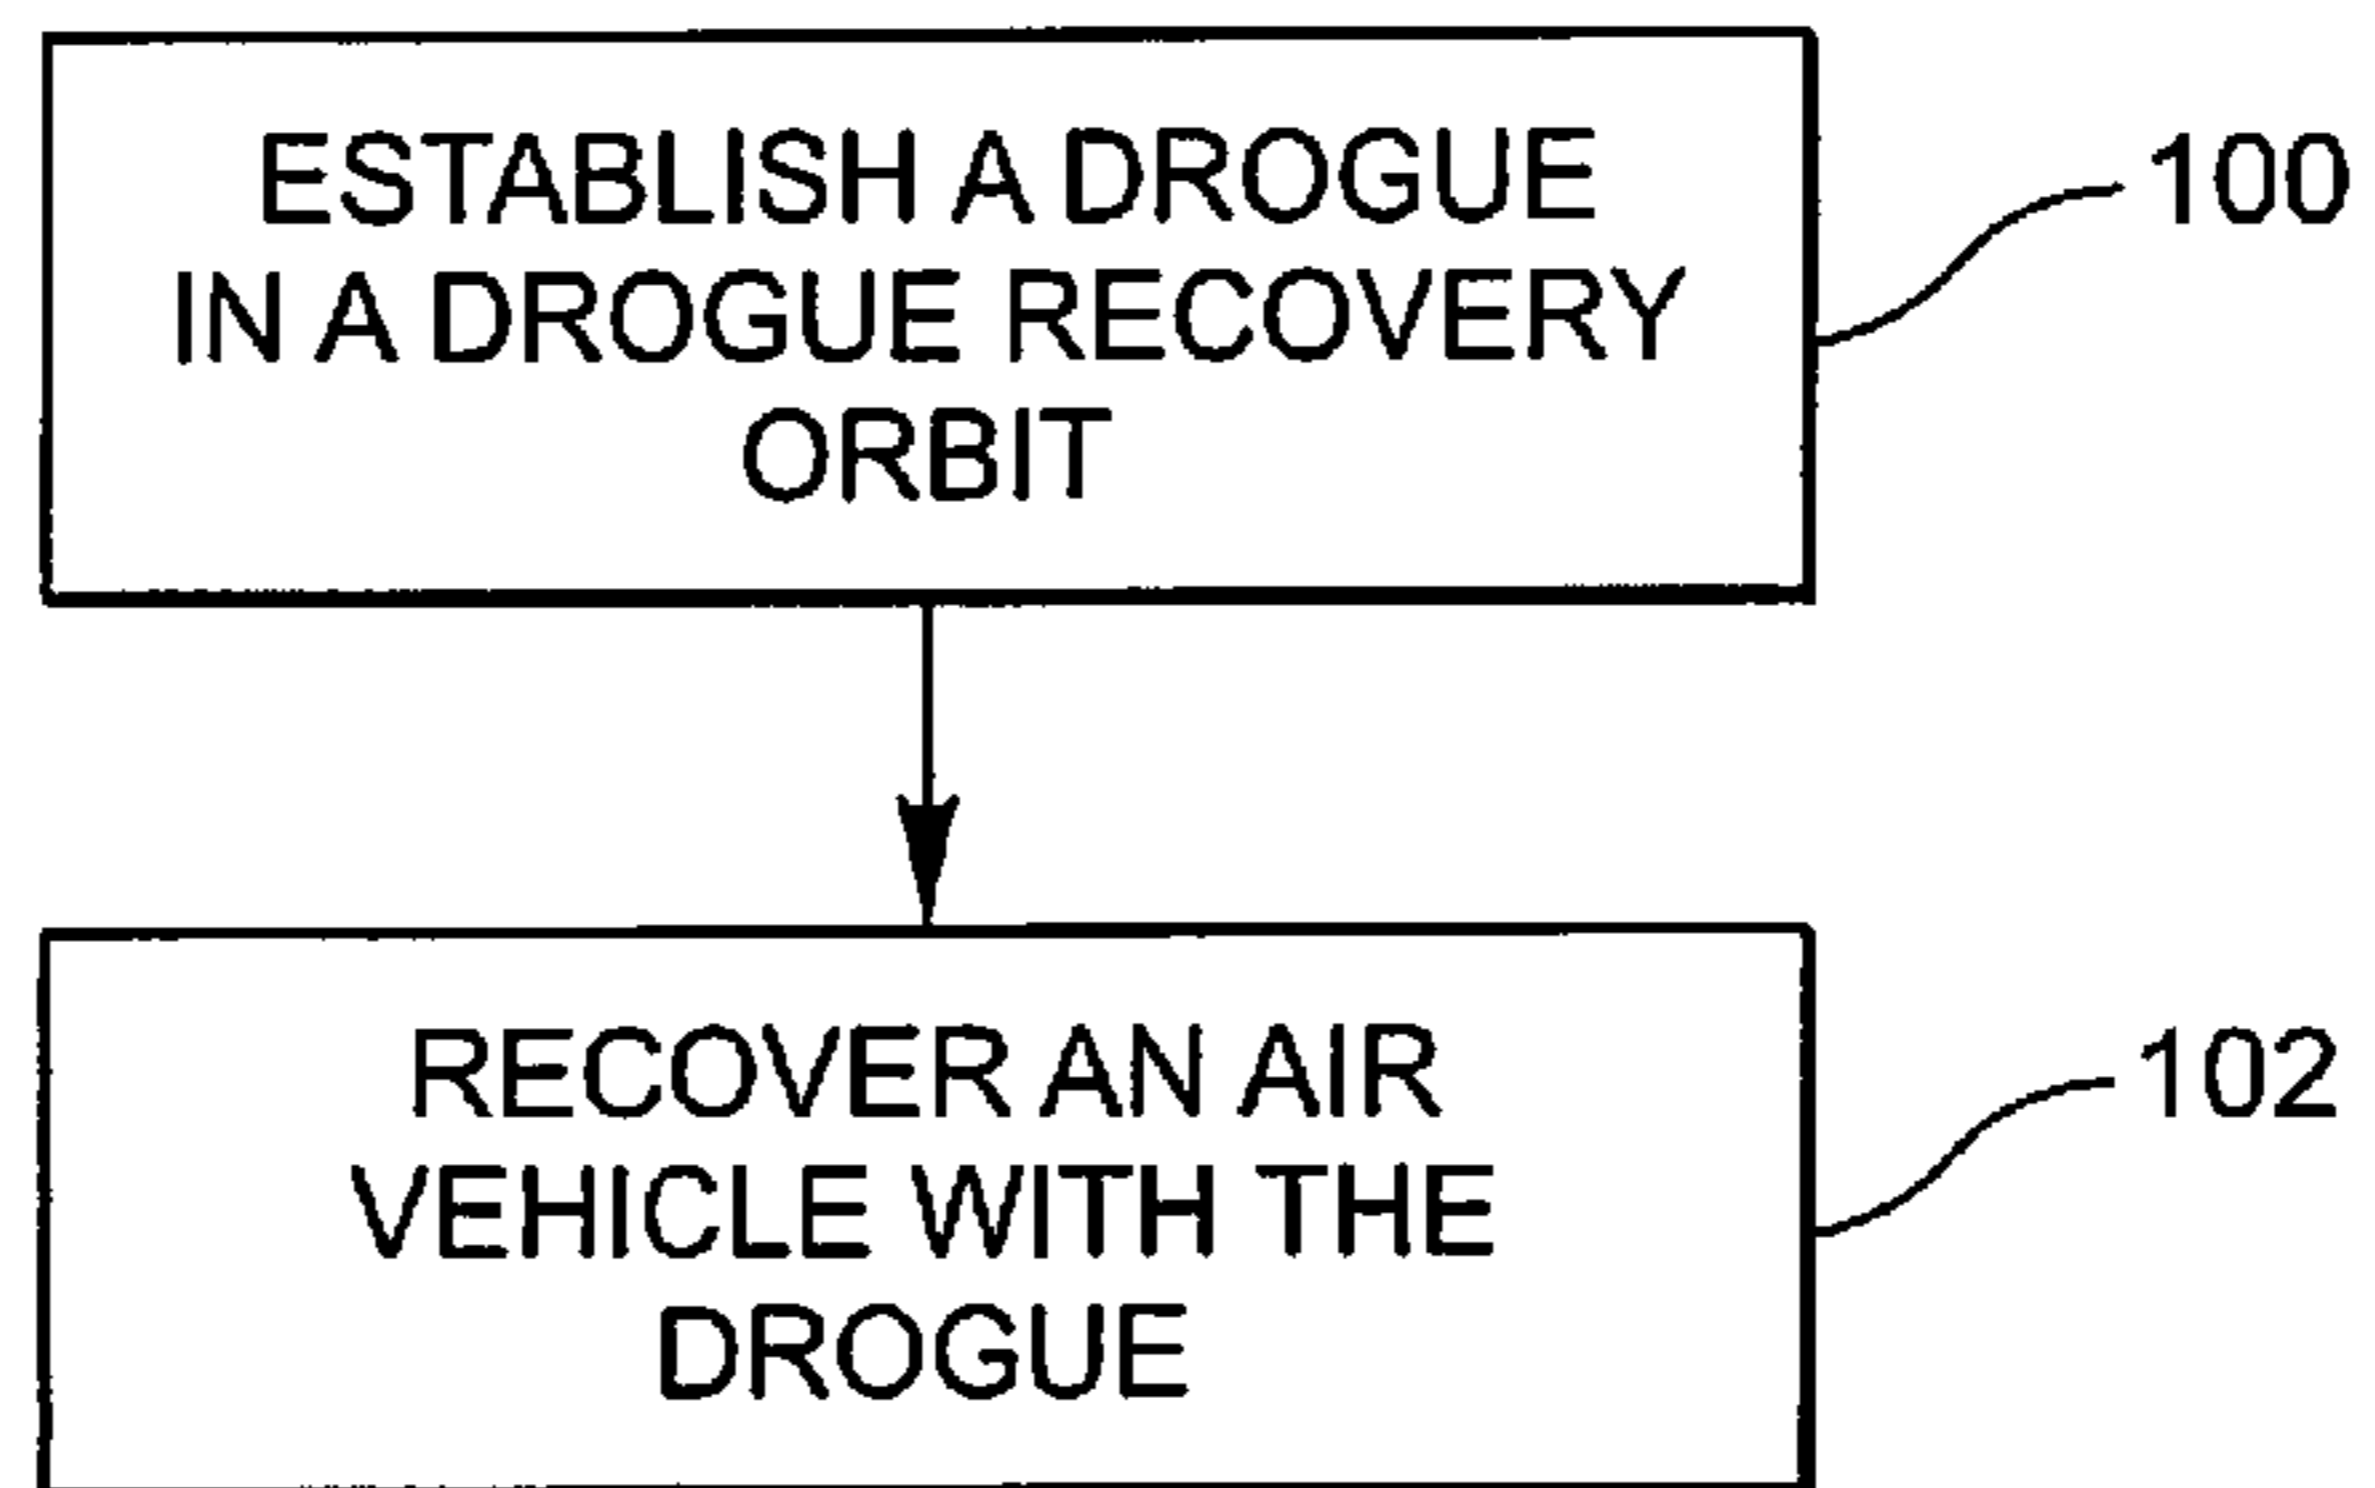 ESTABLISH A DROGUE
IN A DROGUE RECOVERY
ORBIT
100
RECOVER AN AIR
VEHICLE WITH THE
DROGUE
102